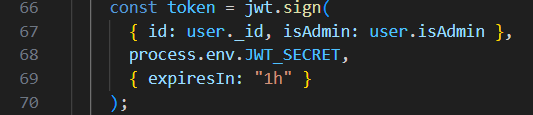 66 const token = jwt.sign(
67 { id: user._id, isAdmin: user.isAdmin },
68 process.env.JWT_SECRET,
69 { expiresIn: "1h" }
70 );